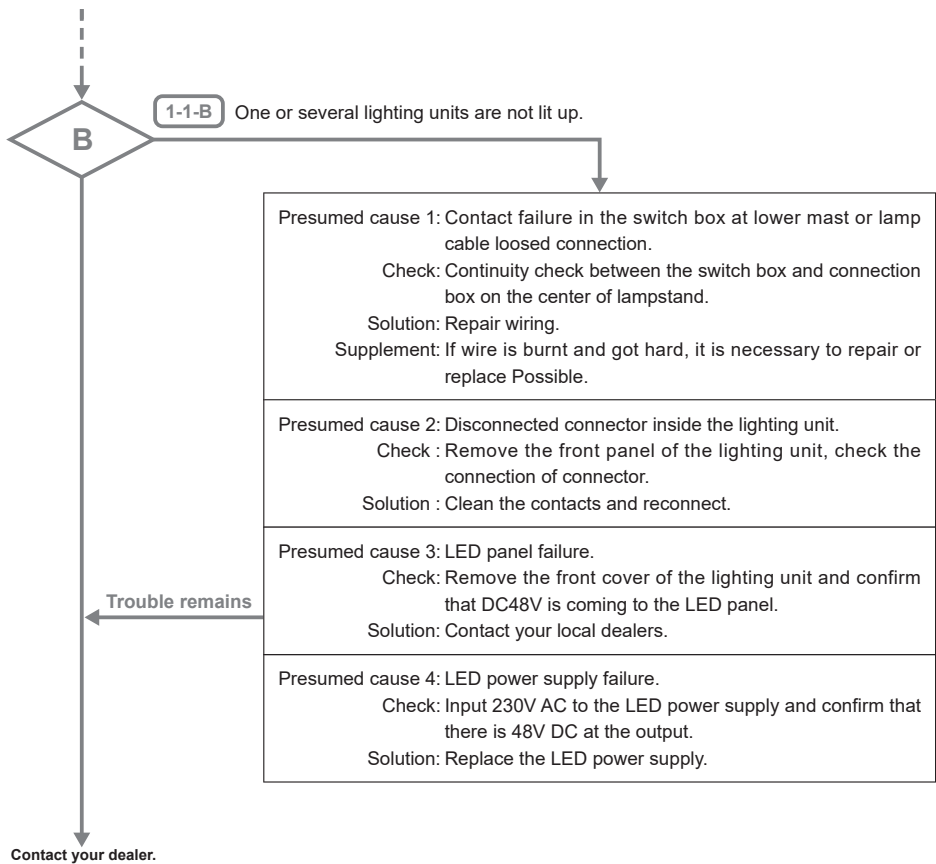 B
1-1-B One or several lighting units are not lit up.
Presumed cause 1: Contact failure in the switch box at lower mast or lamp
cable loosed connection.
Check: Continuity check between the switch box and connection
box on the center of lampstand.
Solution: Repair wiring.
Supplement: If wire is burnt and got hard, it is necessary to repair or
replace Possible.
Presumed cause 2: Disconnected connector inside the lighting unit.
Check : Remove the front panel of the lighting unit, check the
connection of connector.
Solution : Clean the contacts and reconnect.
Presumed cause 3: LED panel failure.
Check: Remove the front cover of the lighting unit and confirm
that DC48V is coming to the LED panel.
Solution: Contact your local dealers.
Trouble remains
Presumed cause 4: LED power supply failure.
Check: Input 230V AC to the LED power supply and confirm that
there is 48V DC at the output.
Solution: Replace the LED power supply.
Contact your dealer.